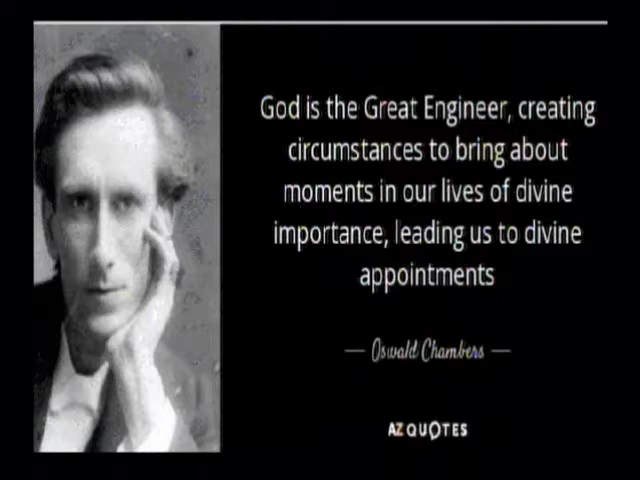 God is the Great Engineer, creating
circumstances to bring about
moments in our lives of divine
importance, leading us to divine
appointments
— Oswald Chambers —
AZ QUOTES